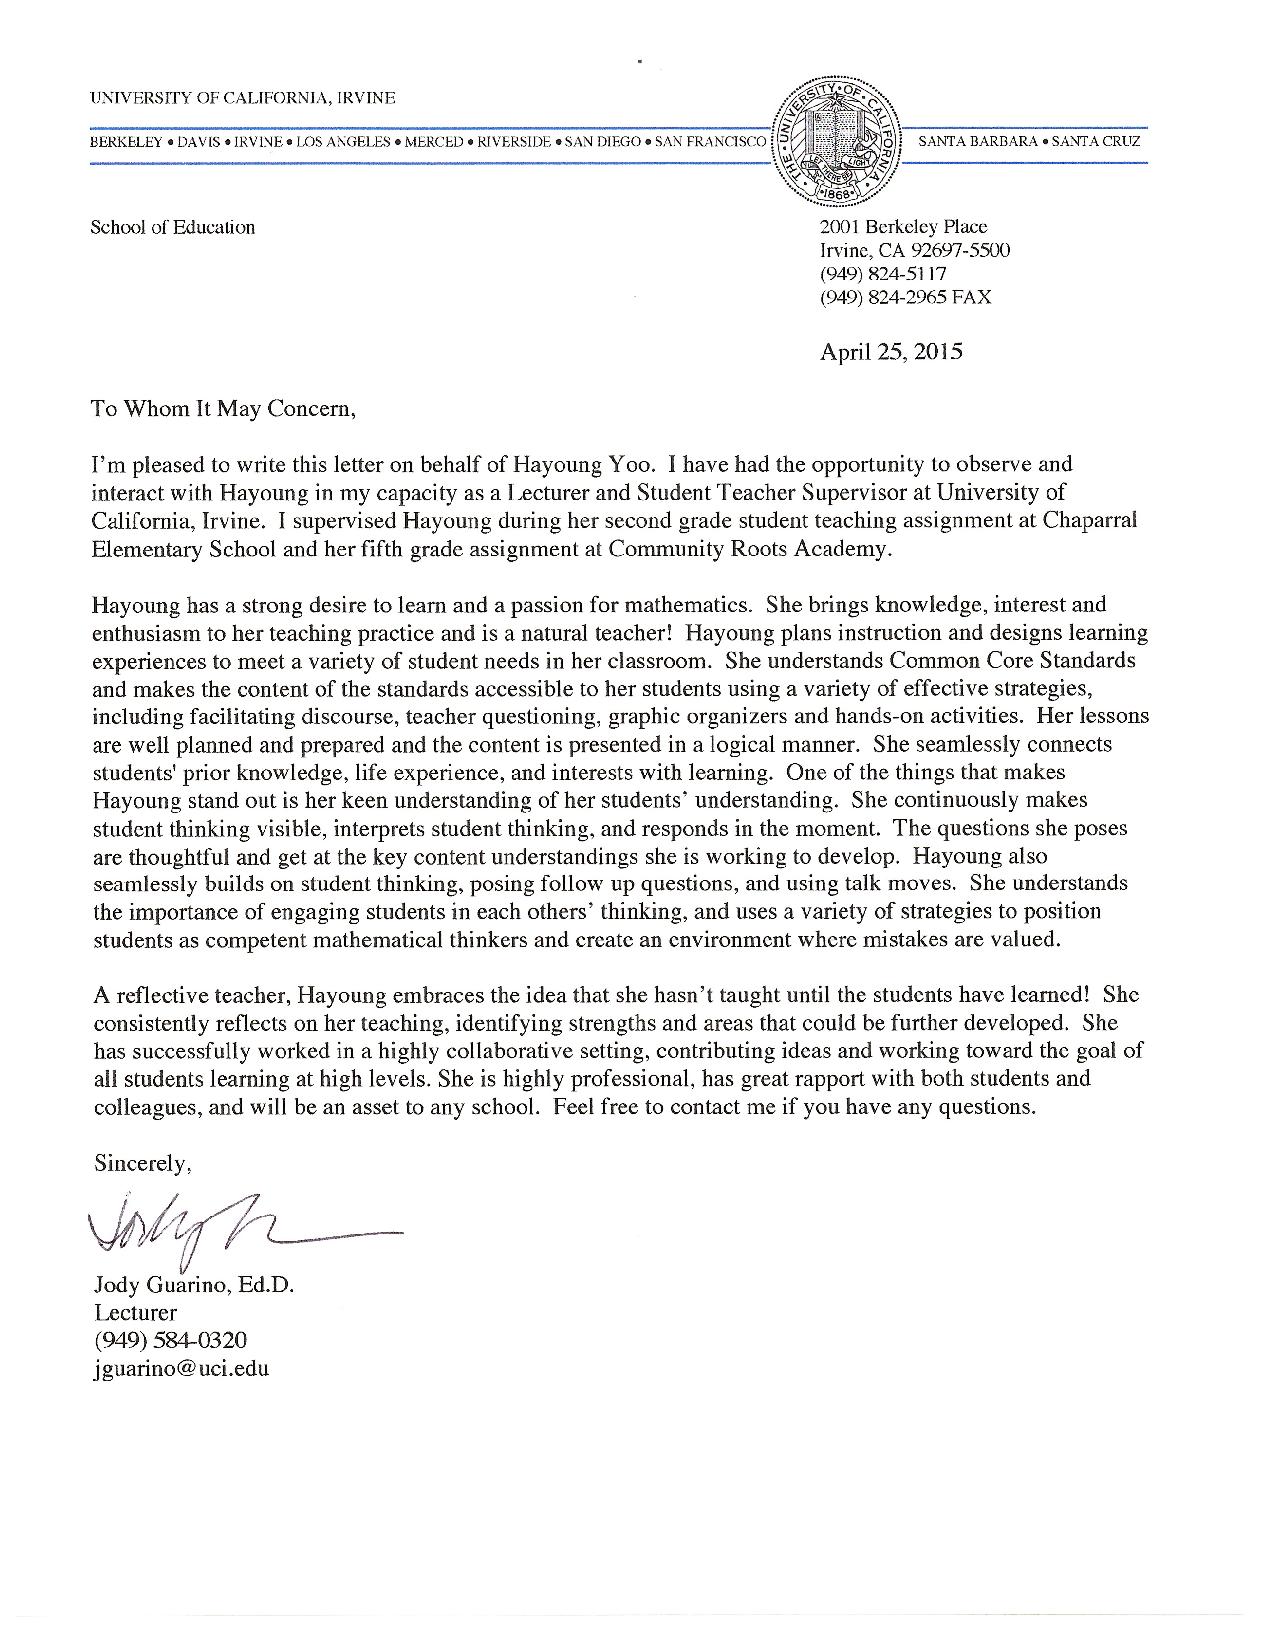 UNIVERSITY OF CALIFORNIA, IRVINE
BERKELEY • DAVIS • IRVINE • LOS ANGELES • MERCED • RIVERSIDE • SAN DIEGO • SAN FRANCISCO
THE • UNIVERSITY • OF • CALIFORNIA •
LET THERE BE LIGHT
• 1868 •
SANTA BARBARA • SANTA CRUZ
School of Education
2001 Berkeley Place
Irvine, CA 92697-5500
(949) 824-5117
(949) 824-2965 FAX
April 25, 2015
To Whom It May Concern,
I'm pleased to write this letter on behalf of Hayoung Yoo.  I have had the opportunity to observe and
interact with Hayoung in my capacity as a Lecturer and Student Teacher Supervisor at University of
California, Irvine.  I supervised Hayoung during her second grade student teaching assignment at Chaparral
Elementary School and her fifth grade assignment at Community Roots Academy.
Hayoung has a strong desire to learn and a passion for mathematics.  She brings knowledge, interest and
enthusiasm to her teaching practice and is a natural teacher!  Hayoung plans instruction and designs learning
experiences to meet a variety of student needs in her classroom.  She understands Common Core Standards
and makes the content of the standards accessible to her students using a variety of effective strategies,
including facilitating discourse, teacher questioning, graphic organizers and hands-on activities.  Her lessons
are well planned and prepared and the content is presented in a logical manner.  She seamlessly connects
students' prior knowledge, life experience, and interests with learning.  One of the things that makes
Hayoung stand out is her keen understanding of her students' understanding.  She continuously makes
student thinking visible, interprets student thinking, and responds in the moment.  The questions she poses
are thoughtful and get at the key content understandings she is working to develop.  Hayoung also
seamlessly builds on student thinking, posing follow up questions, and using talk moves.  She understands
the importance of engaging students in each others' thinking, and uses a variety of strategies to position
students as competent mathematical thinkers and create an environment where mistakes are valued.
A reflective teacher, Hayoung embraces the idea that she hasn't taught until the students have learned!  She
consistently reflects on her teaching, identifying strengths and areas that could be further developed.  She
has successfully worked in a highly collaborative setting, contributing ideas and working toward the goal of
all students learning at high levels. She is highly professional, has great rapport with both students and
colleagues, and will be an asset to any school.  Feel free to contact me if you have any questions.
Sincerely,
Jody Guarino, Ed.D.
Lecturer
(949) 584-0320
jguarino@uci.edu